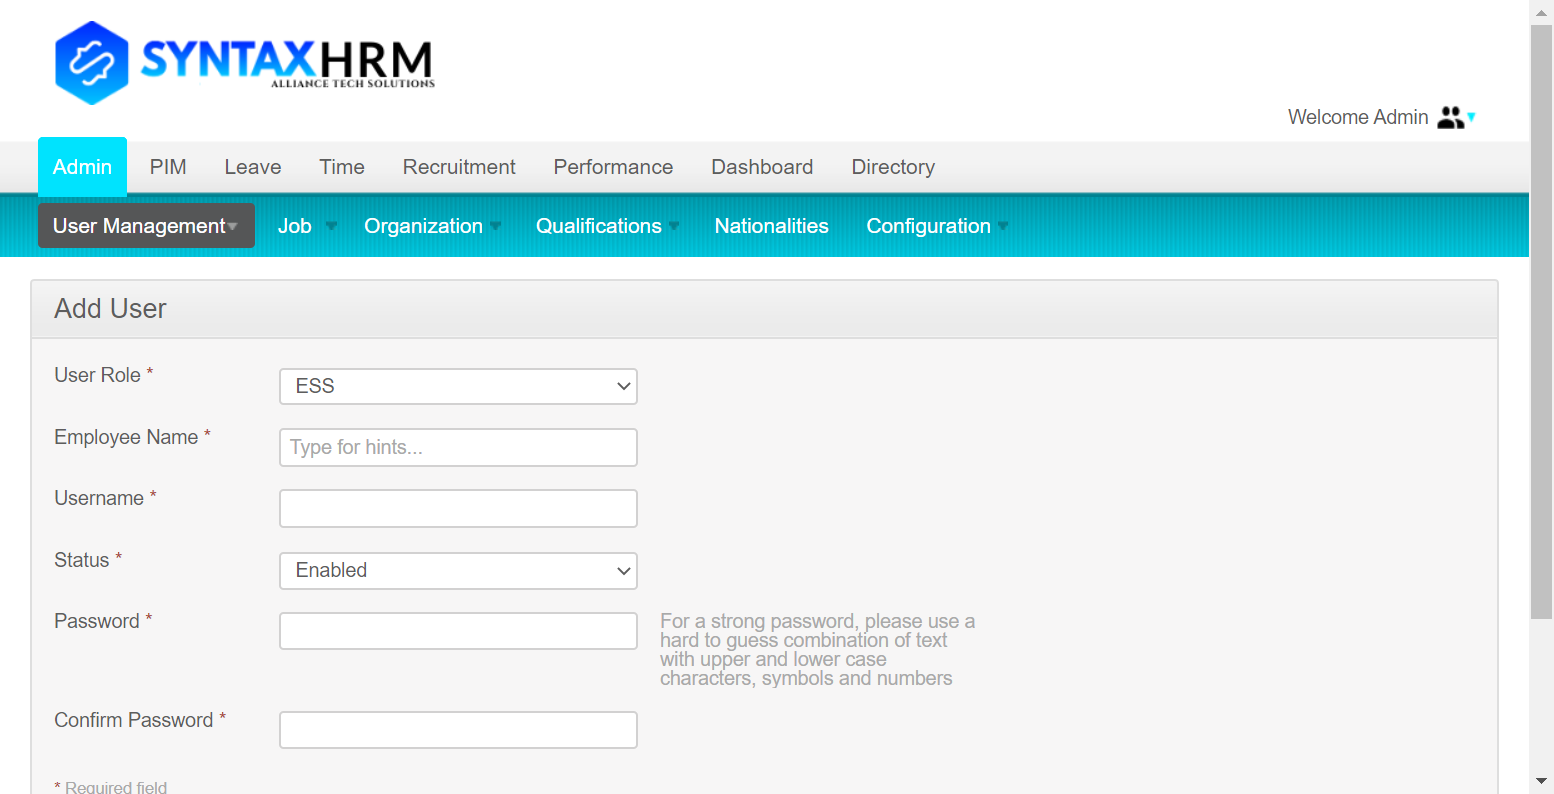 SYNTAXHRM
ALLIANCE TECH SOLUTIONS
Welcome Admin
Admin PIM Leave Time Recruitment Performance Dashboard Directory
User Management Job Organization Qualifications Nationalities Configuration
Add User
User Role * ESS
Employee Name * Type for hints...
Username *
Status * Enabled
Password * For a strong password, please use a
hard to guess combination of text
with upper and lower case
characters, symbols and numbers
Confirm Password *
* Required field